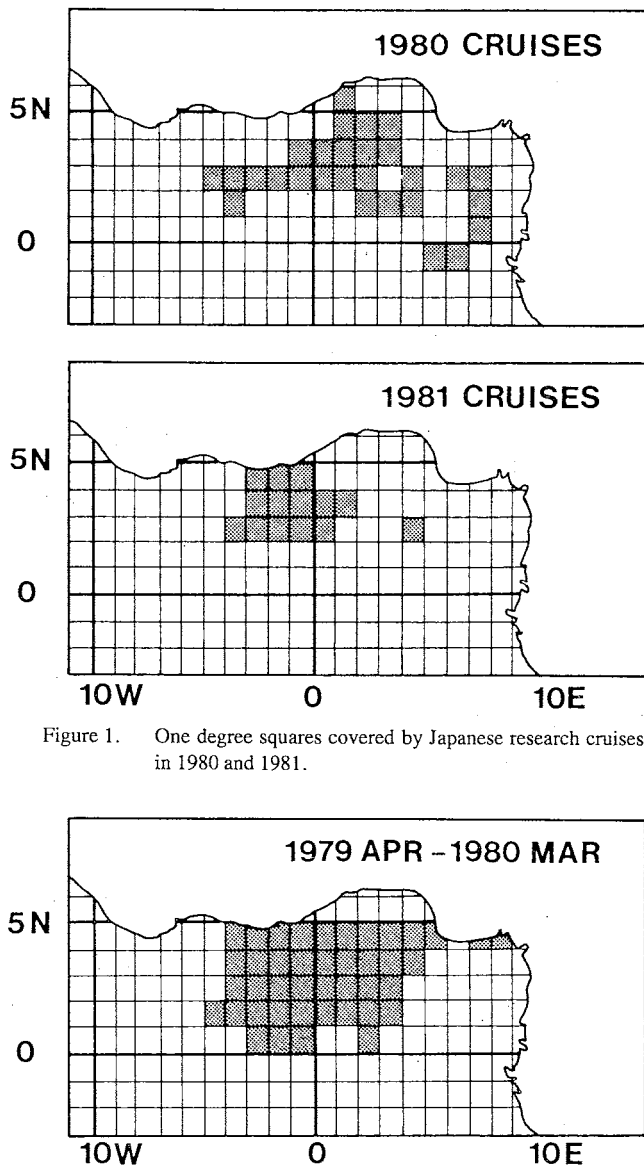 1980 CRUISES
5N
0
1981 CRUISES
5N
0
10W 0 10E
Figure 1. One degree squares covered by Japanese research cruises
in 1980 and 1981.
1979 APR - 1980 MAR
5N
0
10W 0 10E